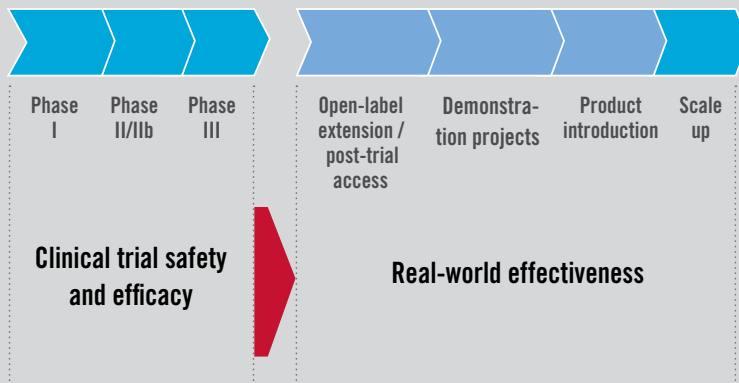 Phase
I
Phase
II/IIb
Phase
III
Open-label
extension /
post-trial
access
Demonstra-
tion projects
Product
introduction
Scale
up
Clinical trial safety
and efficacy
Real-world effectiveness